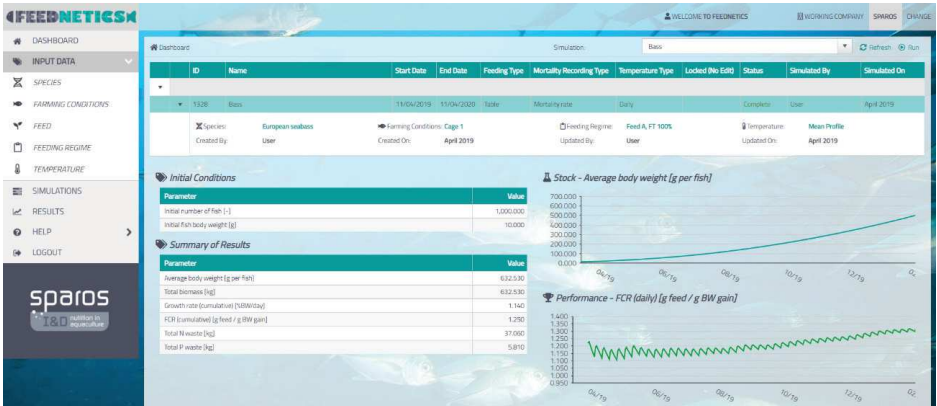 FEEDNETICS
WELCOME TO FEEDNETICS
WORKING COMPANY
SPAROS
CHANGE
DASHBOARD
INPUT DATA
SPECIES
FARMING CONDITIONS
FEED
FEEDING REGIME
TEMPERATURE
SIMULATIONS
RESULTS
HELP
LOGOUT
sparos
I&D nutrition in aquaculture
Dashboard
Simulation:
Bass
Refresh
Run
ID Name Start Date End Date Feeding Type Mortality Recording Type Temperature Type Locked (No Edit) Status Simulated By Simulated On
1328 Bass 11/04/2019 11/04/2020 Table Mortality rate Daily Complete User April 2019
Species: European seabass Farming Conditions: Cage 1 Feeding Regime: Feed A, FT 100% Temperature: Mean Profile
Created By: User Created On: April 2019 Updated By: User Updated On: April 2019
Initial Conditions
Parameter Value
Initial number of fish [-] 1,000.000
Initial fish body weight [g] 10.000
Summary of Results
Parameter Value
Average body weight [g per fish] 632.530
Total biomass [kg] 632.530
Growth rate (cumulative) [%BW/day] 1.140
FCR (cumulative) [g feed / g BW gain] 1.250
Total N waste [kg] 37.060
Total P waste [kg] 5.810
Stock - Average body weight [g per fish]
700.000
600.000
500.000
400.000
300.000
200.000
100.000
0.000
04/19 06/19 08/19 10/19 12/19 02
Performance - FCR (daily) [g feed / g BW gain]
1.400
1.350
1.300
1.250
1.200
1.150
1.100
1.050
1.000
0.950
04/19 06/19 08/19 10/19 12/19 02